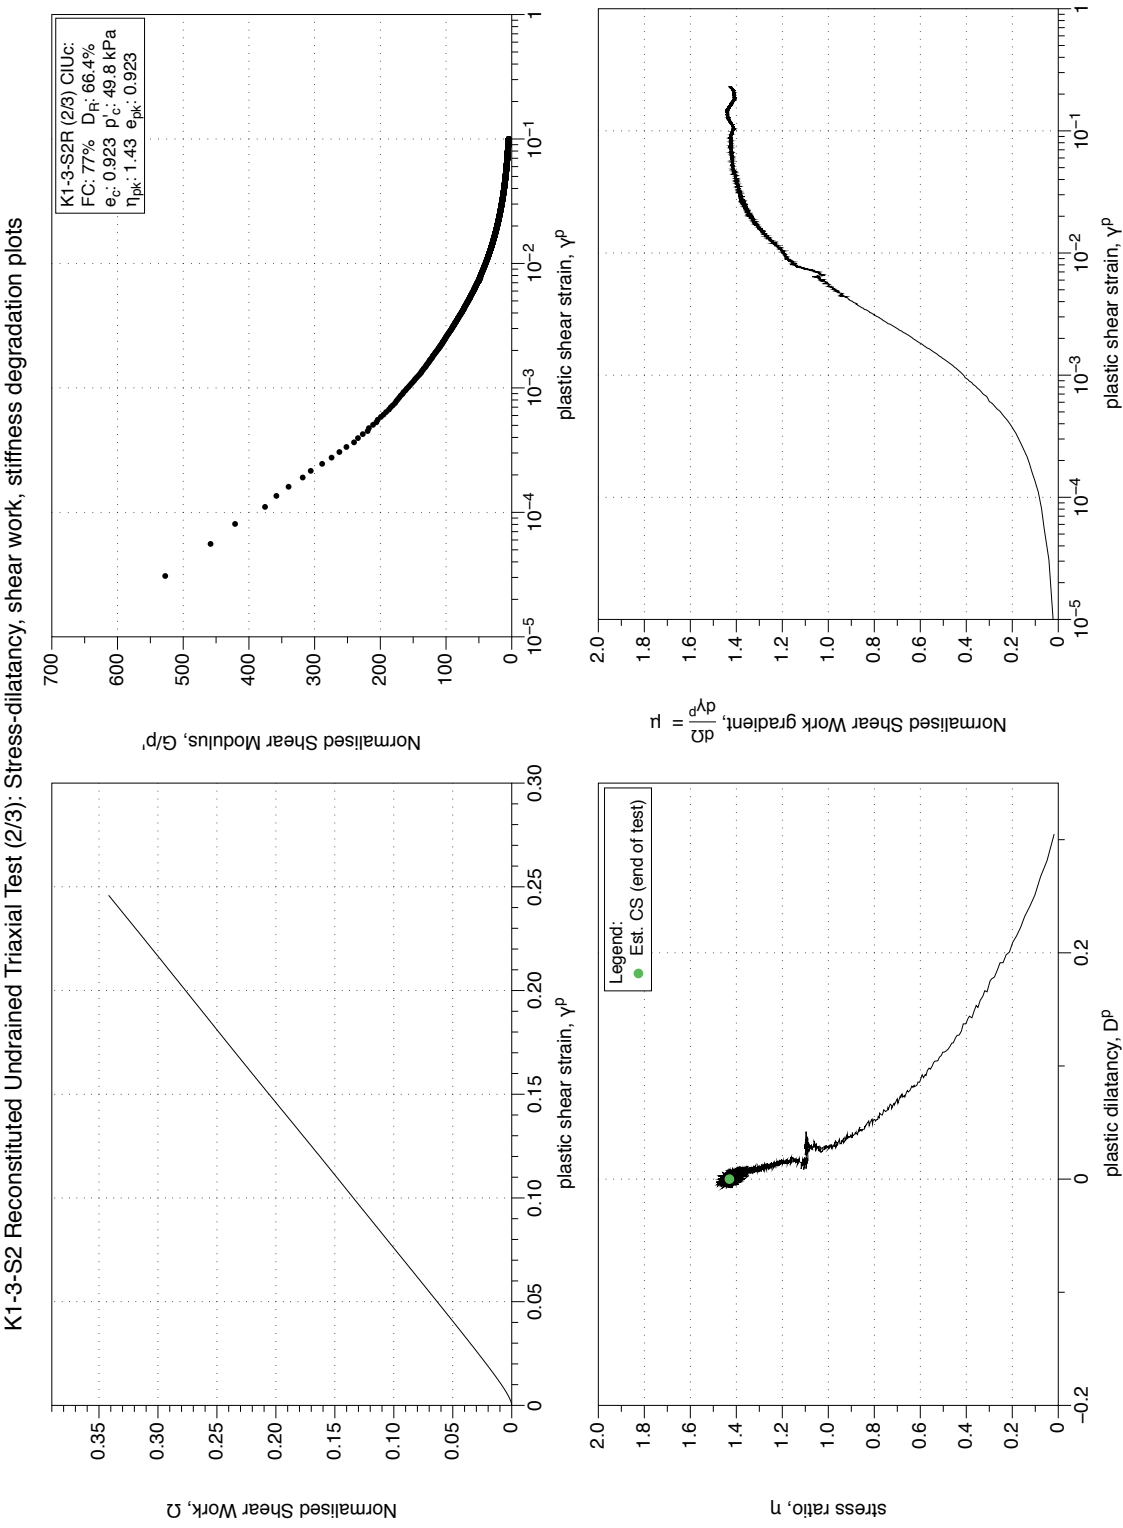 K1-3-S2 Reconstituted Undrained Triaxial Test (2/3): Stress-dilatancy, shear work, stiffness degradation plots
Normalised Shear Work, Ω
0.35
0.30
0.25
0.20
0.15
0.10
0.05
0
0 0.05 0.10 0.15 0.20 0.25 0.30
plastic shear strain, γᵖ
Normalised Shear Modulus, G/p'
700
600
500
400
300
200
100
0
10⁻⁵ 10⁻⁴ 10⁻³ 10⁻² 10⁻¹ 1
plastic shear strain, γᵖ
K1-3-S2R (2/3) CIUc:
FC: 77% D_R: 66.4%
e_c: 0.923 p'_c: 49.8 kPa
η_pk: 1.43 e_pk: 0.923
stress ratio, η
2.0
1.8
1.6
1.4
1.2
1.0
0.8
0.6
0.4
0.2
0
-0.2 0 0.2
plastic dilatancy, Dᵖ
Legend:
Est. CS (end of test)
Normalised Shear Work gradient, dΩ/dγᵖ = μ
2.0
1.8
1.6
1.4
1.2
1.0
0.8
0.6
0.4
0.2
0
10⁻⁵ 10⁻⁴ 10⁻³ 10⁻² 10⁻¹ 1
plastic shear strain, γᵖ